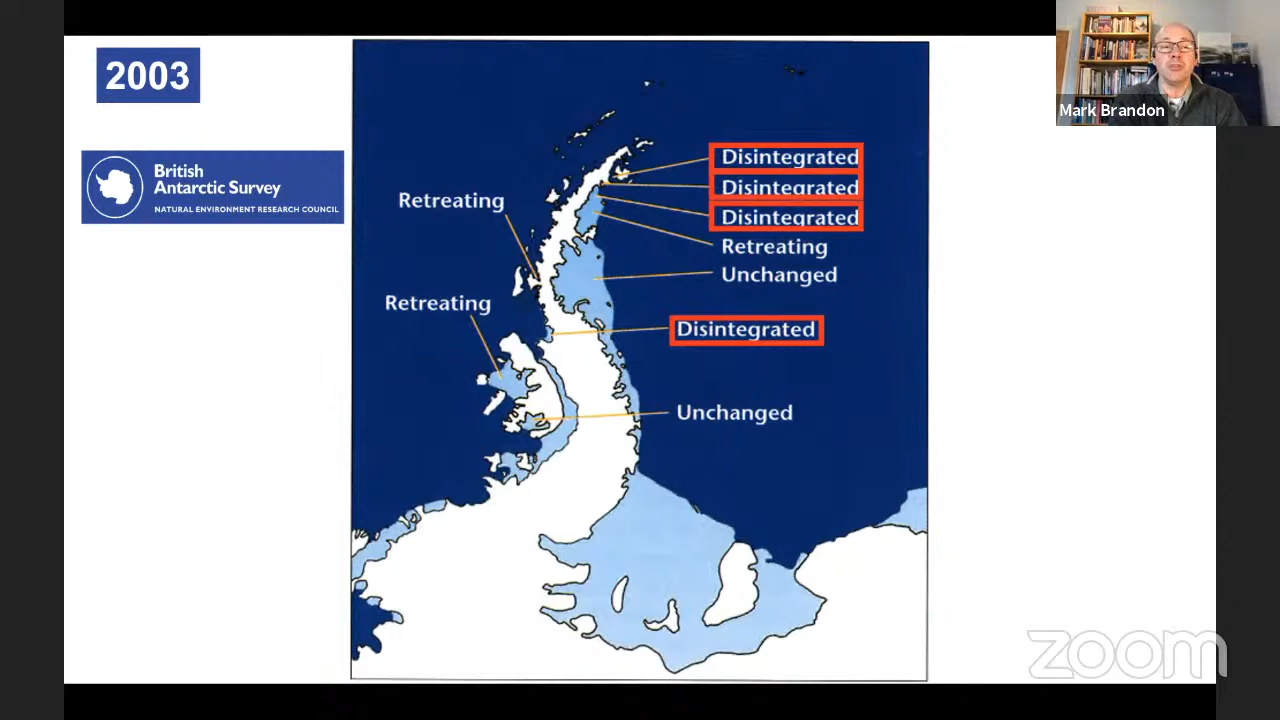 2003
British
Antarctic Survey
NATURAL ENVIRONMENT RESEARCH COUNCIL
Mark Brandon
Disintegrated
Disintegrated
Retreating
Disintegrated
Retreating
Unchanged
Retreating
Disintegrated
Unchanged
zoom